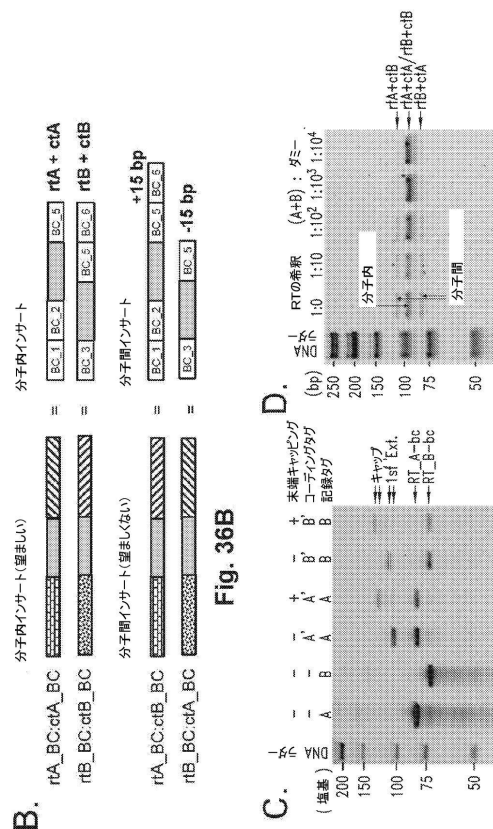 B.
分子内インサート(望ましい)
分子内インサート
rtA_BC:ctA_BC = BC_1 BC_2 BC_5 rtA + ctA
rtB_BC:ctB_BC = BC_3 BC_5 BC_6 rtB + ctB
分子間インサート(望ましくない)
分子間インサート
rtA_BC:ctB_BC = BC_1 BC_2 BC_5 BC_6 +15 bp
rtB_BC:ctA_BC = BC_3 BC_5 -15 bp
Fig. 36B
C.
(塩基)
DNA ラダー
200
150
100
75
50
- - - + - + 末端キャッピング
- - A' A' B' B' コーディングタグ
A B A A B B 記録タグ
キャップ
1st Ext.
RT_A-bc
RT_B-bc
D.
(bp)
DNA ラダー
RTの希釈
(A+B) : ダミー
1:0 1:10 1:10² 1:10³ 1:10⁴
250
200
150
100
75
50
分子内
分子間
rtA+ctB
rtA+ctA/rtB+ctB
rtB+ctA